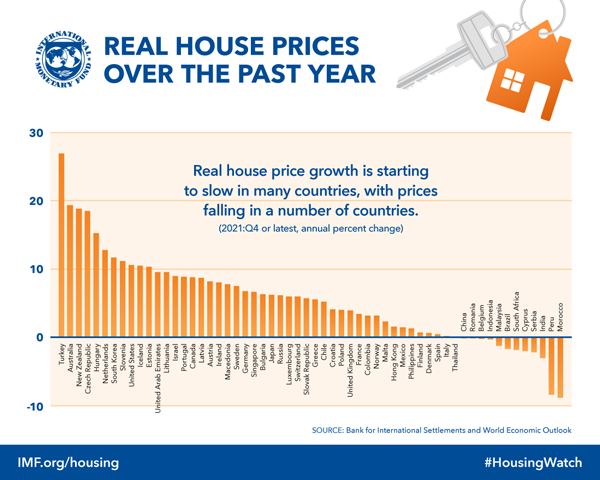 INTERNATIONAL
MONETARY FUND
REAL HOUSE PRICES
OVER THE PAST YEAR
30
20
10
0
-10
Real house price growth is starting
to slow in many countries, with prices
falling in a number of countries.
(2021:Q4 or latest, annual percent change)
Turkey
Australia
New Zealand
Czech Republic
Hungary
Netherlands
South Korea
Slovenia
United States
Iceland
Estonia
United Arab Emirates
Lithuania
Israel
Portugal
Canada
Latvia
Austria
Ireland
Macedonia
Sweden
Germany
Singapore
Bulgaria
Japan
Russia
Luxembourg
Switzerland
Slovak Republic
Greece
Chile
Croatia
Poland
United Kingdom
France
Colombia
Norway
Malta
Hong Kong
Mexico
Philippines
Finland
Denmark
Spain
Italy
Thailand
China
Romania
Belgium
Indonesia
Malaysia
Brazil
South Africa
Cyprus
Serbia
India
Peru
Morocco
SOURCE: Bank for International Settlements and World Economic Outlook
IMF.org/housing
#HousingWatch